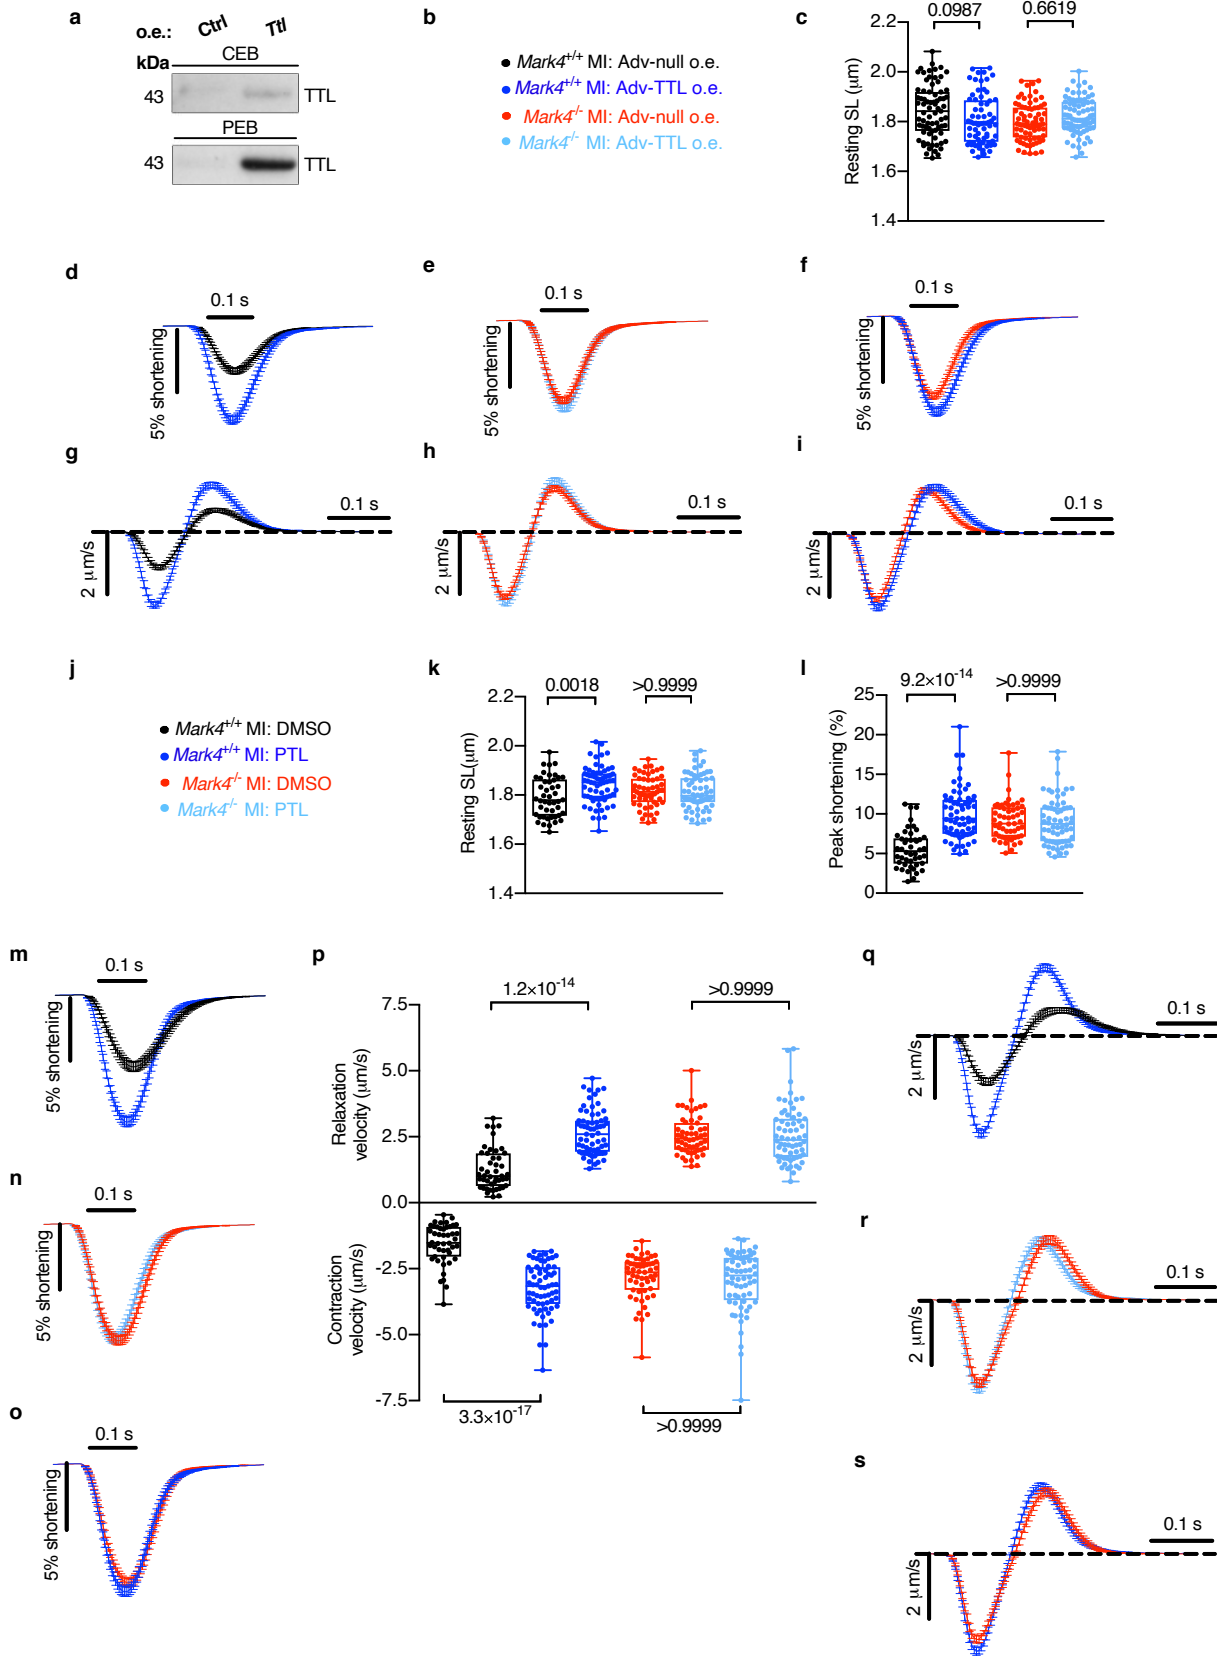 a
o.e.: Ctrl Ttl
kDa CEB
43 TTL
PEB
43 TTL
b
Mark4+/+ MI: Adv-null o.e.
Mark4+/+ MI: Adv-TTL o.e.
Mark4-/- MI: Adv-null o.e.
Mark4-/- MI: Adv-TTL o.e.
c
0.0987 0.6619
Resting SL (μm)
2.2
2.0
1.8
1.6
1.4
d
0.1 s
5% shortening
e
0.1 s
5% shortening
f
0.1 s
5% shortening
g
0.1 s
2 μm/s
h
0.1 s
2 μm/s
i
0.1 s
2 μm/s
j
Mark4+/+ MI: DMSO
Mark4+/+ MI: PTL
Mark4-/- MI: DMSO
Mark4-/- MI: PTL
k
0.0018 >0.9999
Resting SL(μm)
2.2
2.0
1.8
1.6
1.4
l
9.2×10-14 >0.9999
Peak shortening (%)
25
20
15
10
5
0
m
0.1 s
5% shortening
n
0.1 s
5% shortening
o
0.1 s
5% shortening
p
1.2×10-14 >0.9999
Relaxation
velocity (μm/s)
Contraction
velocity (μm/s)
7.5
5.0
2.5
0.0
-2.5
-5.0
-7.5
3.3×10-17 >0.9999
q
0.1 s
2 μm/s
r
0.1 s
2 μm/s
s
0.1 s
2 μm/s